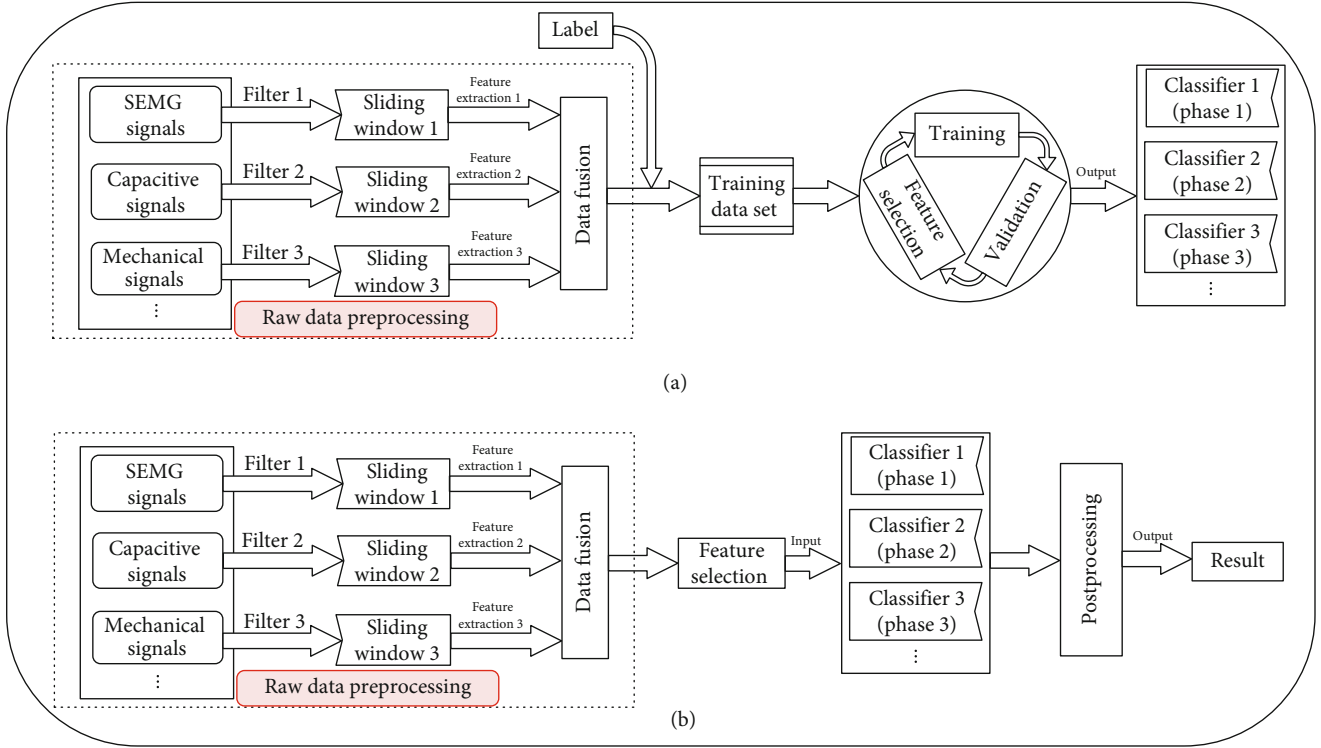 Label
SEMG
signals
Filter 1
Sliding
window 1
Feature
extraction 1
Capacitive
signals
Filter 2
Sliding
window 2
Feature
extraction 2
Mechanical
signals
Filter 3
Sliding
window 3
Feature
extraction 3
⋮
Raw data preprocessing
Data fusion
Training
data set
Training
Validation
Feature
selection
Output
Classifier 1
(phase 1)
Classifier 2
(phase 2)
Classifier 3
(phase 3)
⋮
(a)
SEMG
signals
Filter 1
Sliding
window 1
Feature
extraction 1
Capacitive
signals
Filter 2
Sliding
window 2
Feature
extraction 2
Mechanical
signals
Filter 3
Sliding
window 3
Feature
extraction 3
⋮
Raw data preprocessing
Data fusion
Feature
selection
Input
Classifier 1
(phase 1)
Classifier 2
(phase 2)
Classifier 3
(phase 3)
⋮
Postprocessing
Output
Result
(b)